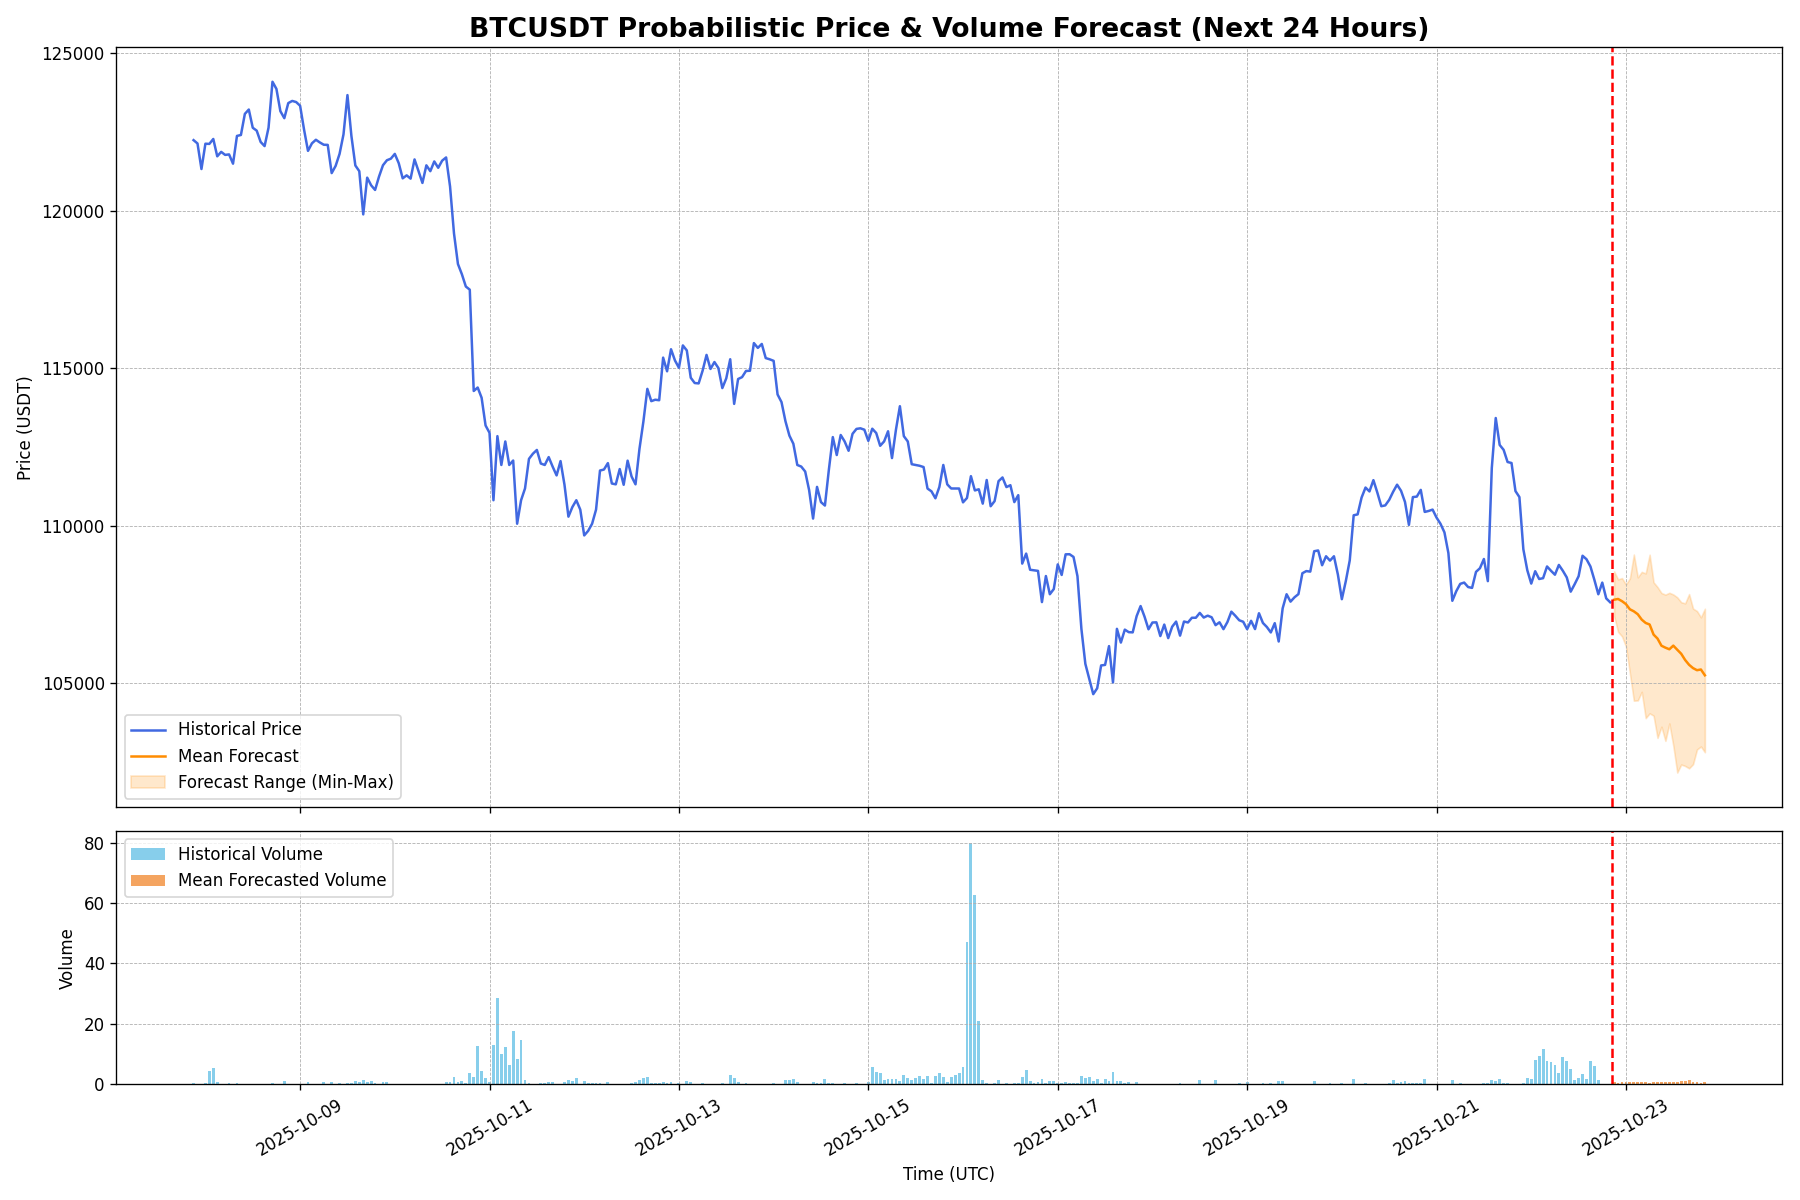 BTCUSDT Probabilistic Price & Volume Forecast (Next 24 Hours)
125000
120000
115000
110000
105000
Price (USDT)
Historical Price
Mean Forecast
Forecast Range (Min-Max)
80
60
40
20
0
Volume
Historical Volume
Mean Forecasted Volume
2025-10-09
2025-10-11
2025-10-13
2025-10-15
2025-10-17
2025-10-19
2025-10-21
2025-10-23
Time (UTC)